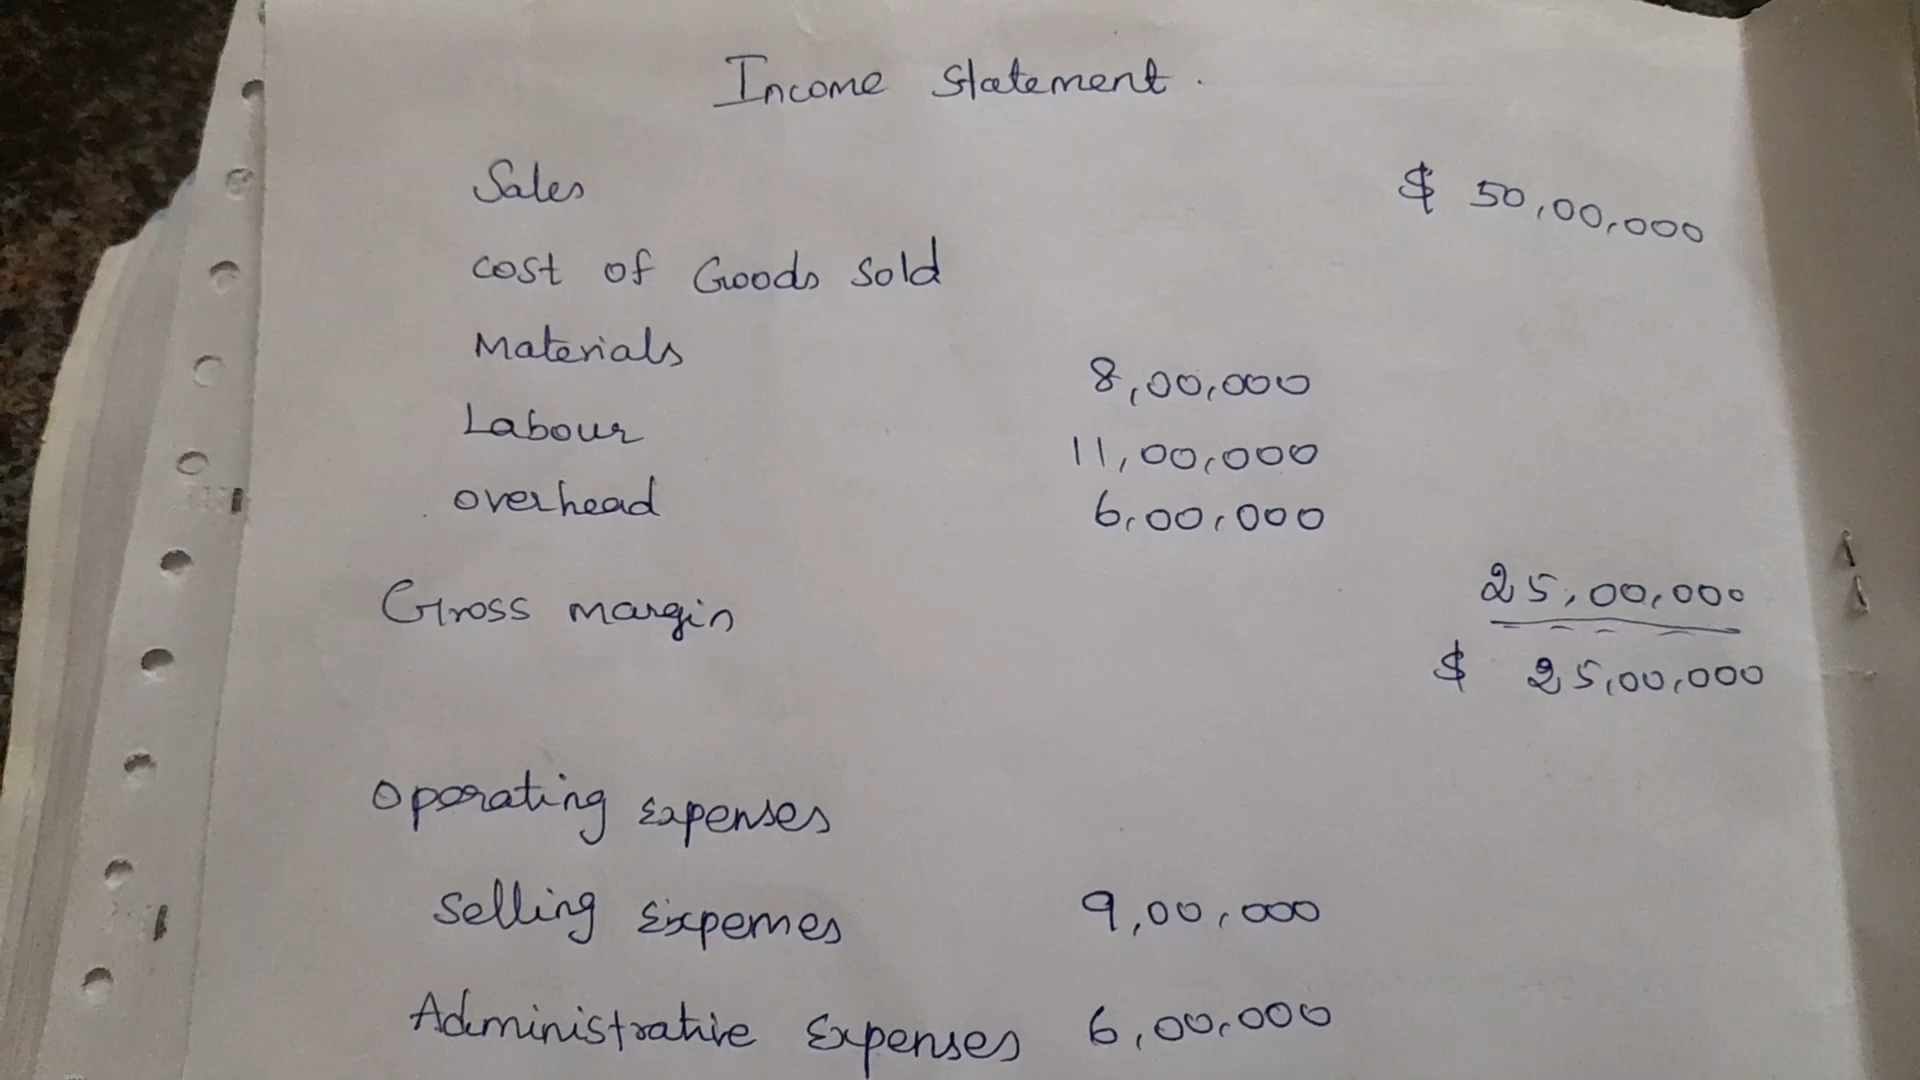 Income Statement.
Sales $ 50,00,000
Cost of Goods Sold
Materials 8,00,000
Labour 11,00,000
Overhead 6,00,000
25,00,000
Gross margin $ 25,00,000
Operating Expenses
Selling Expenses 9,00,000
Administrative Expenses 6,00,000